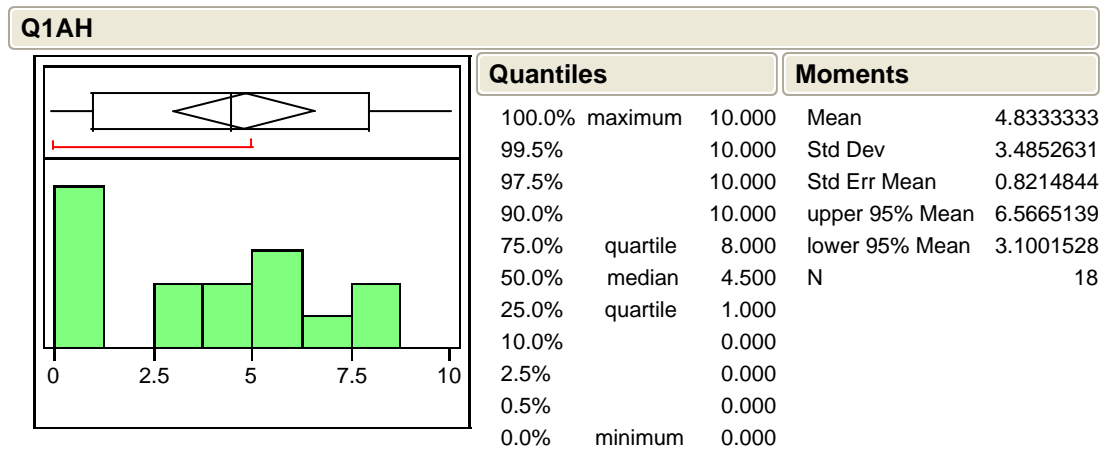 Q1AH
0 2.5 5 7.5 10
Quantiles
100.0% maximum 10.000
99.5% 10.000
97.5% 10.000
90.0% 10.000
75.0% quartile 8.000
50.0% median 4.500
25.0% quartile 1.000
10.0% 0.000
2.5% 0.000
0.5% 0.000
0.0% minimum 0.000
Moments
Mean 4.8333333
Std Dev 3.4852631
Std Err Mean 0.8214844
upper 95% Mean 6.5665139
lower 95% Mean 3.1001528
N 18